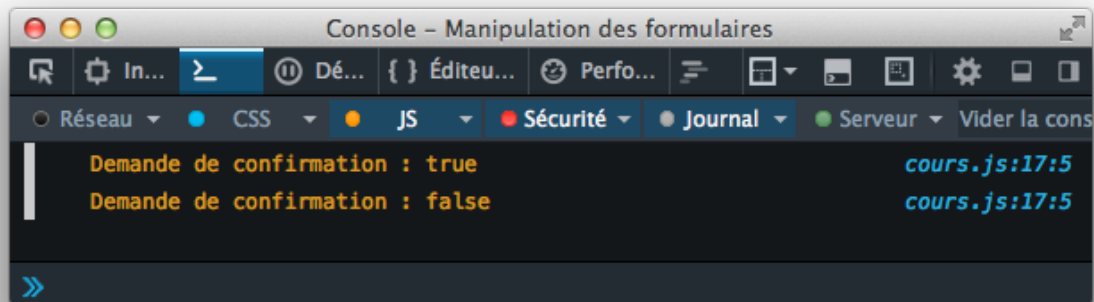 Console – Manipulation des formulaires
In... Dé... { } Éditeu... Perfo...
Réseau CSS JS Sécurité Journal Serveur Vider la cons
Demande de confirmation : true cours.js:17:5
Demande de confirmation : false cours.js:17:5